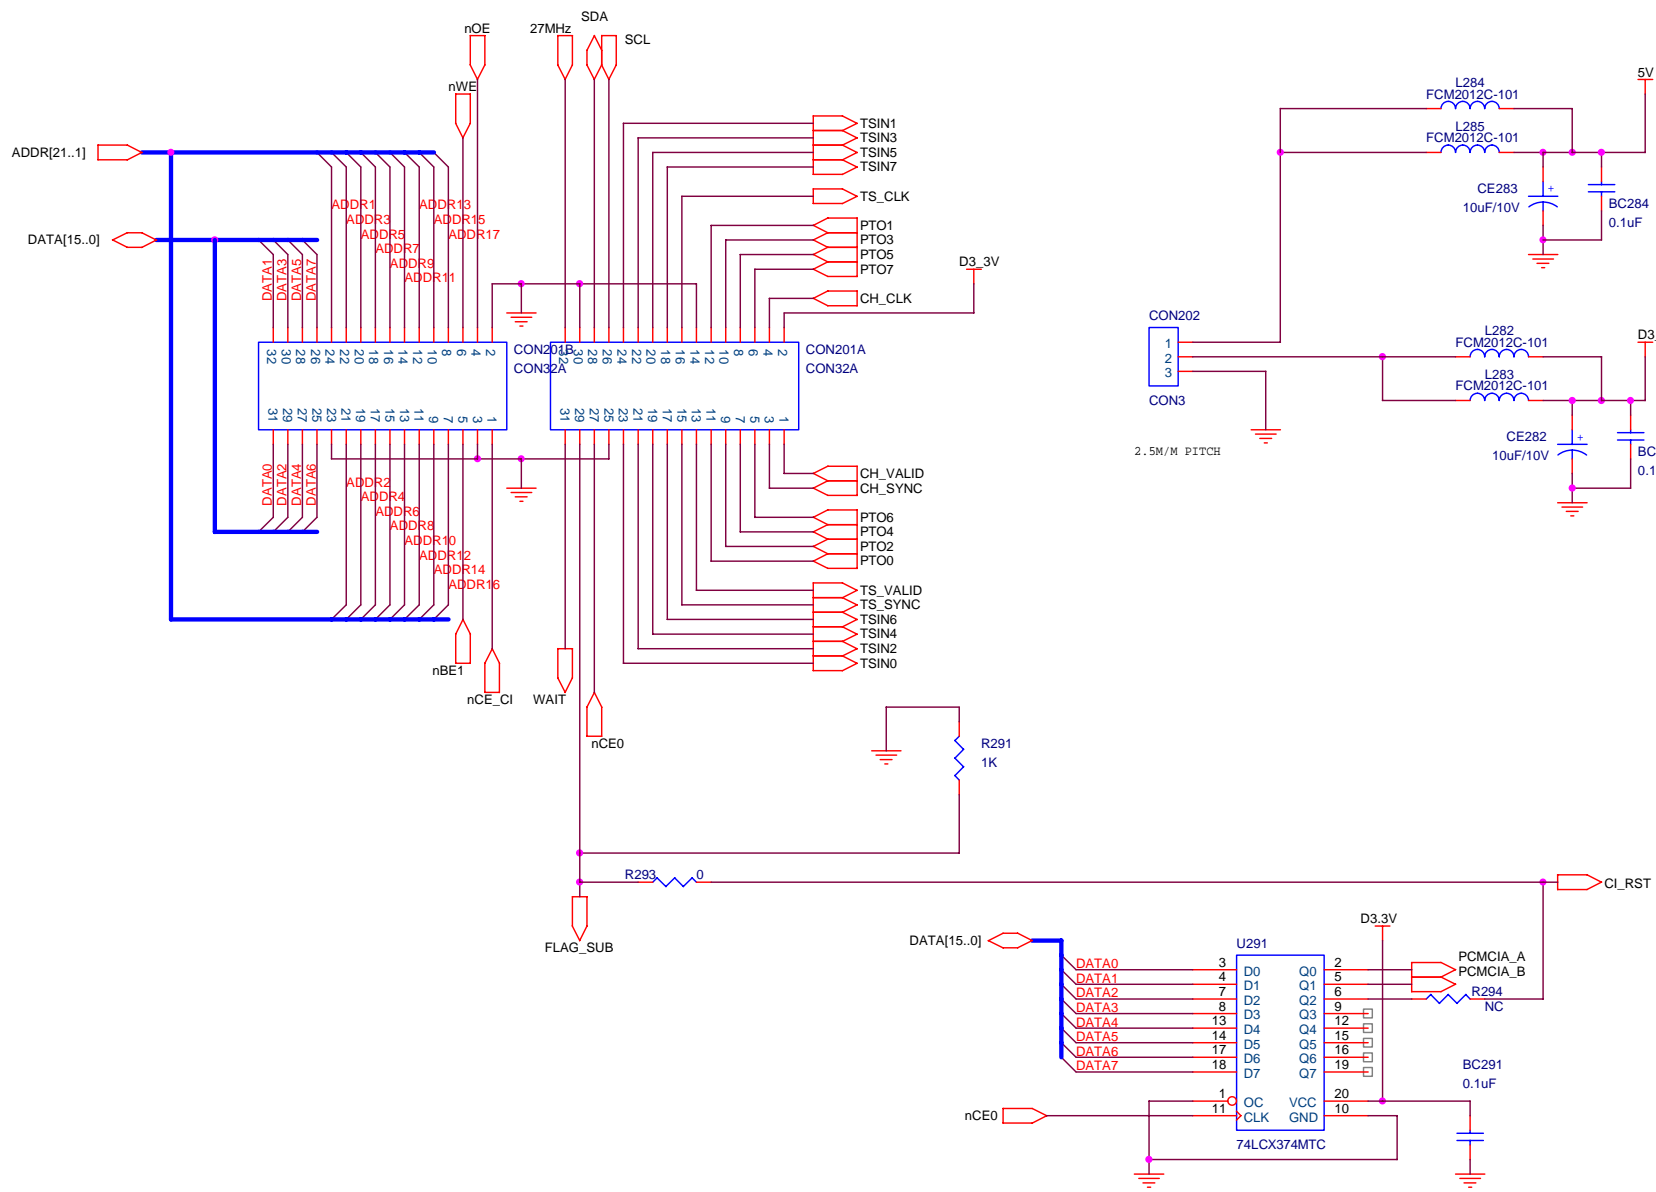 SDA
nOE
27MHz
SCL
nWE
ADDR[21..1]
DATA[15..0]
ADDR1
ADDR3
ADDR5
ADDR7
ADDR9
ADDR11
ADDR13
ADDR15
ADDR17
DATA1
DATA3
DATA5
DATA7
TSIN1
TSIN3
TSIN5
TSIN7
TS_CLK
PTO1
PTO3
PTO5
PTO7
CH_CLK
D3_3V
32 30 28 26 24 22 20 18 16 14 12 10 8 6 4 2
31 29 27 25 23 21 19 17 15 13 11 9 7 5 3 1
CON201B
CON32A
32 30 28 26 24 22 20 18 16 14 12 10 8 6 4 2
31 29 27 25 23 21 19 17 15 13 11 9 7 5 3 1
CON201A
CON32A
DATA0
DATA2
DATA4
DATA6
ADDR2
ADDR4
ADDR6
ADDR8
ADDR10
ADDR12
ADDR14
ADDR16
CH_VALID
CH_SYNC
PTO6
PTO4
PTO2
PTO0
TS_VALID
TS_SYNC
TSIN6
TSIN4
TSIN2
TSIN0
nBE1
nCE_CI
WAIT
nCE0
5V
L284
FCM2012C-101
L285
FCM2012C-101
CE283
10uF/10V
+
BC284
0.1uF
CON202
1
2
3
CON3
2.5M/M PITCH
L282
FCM2012C-101
L283
FCM2012C-101
D3_
CE282
10uF/10V
+
BC
0.1
R291
1K
R293 0
CI_RST
FLAG_SUB
DATA[15..0]
D3.3V
U291
DATA0 3 D0 Q0 2 PCMCIA_A
DATA1 4 D1 Q1 5 PCMCIA_B
DATA2 7 D2 Q2 6 R294
NC
DATA3 8 D3 Q3 9
DATA4 13 D4 Q4 12
DATA5 14 D5 Q5 15
DATA6 17 D6 Q6 16
DATA7 18 D7 Q7 19
1 OC VCC 20
nCE0 11 CLK GND 10
74LCX374MTC
BC291
0.1uF